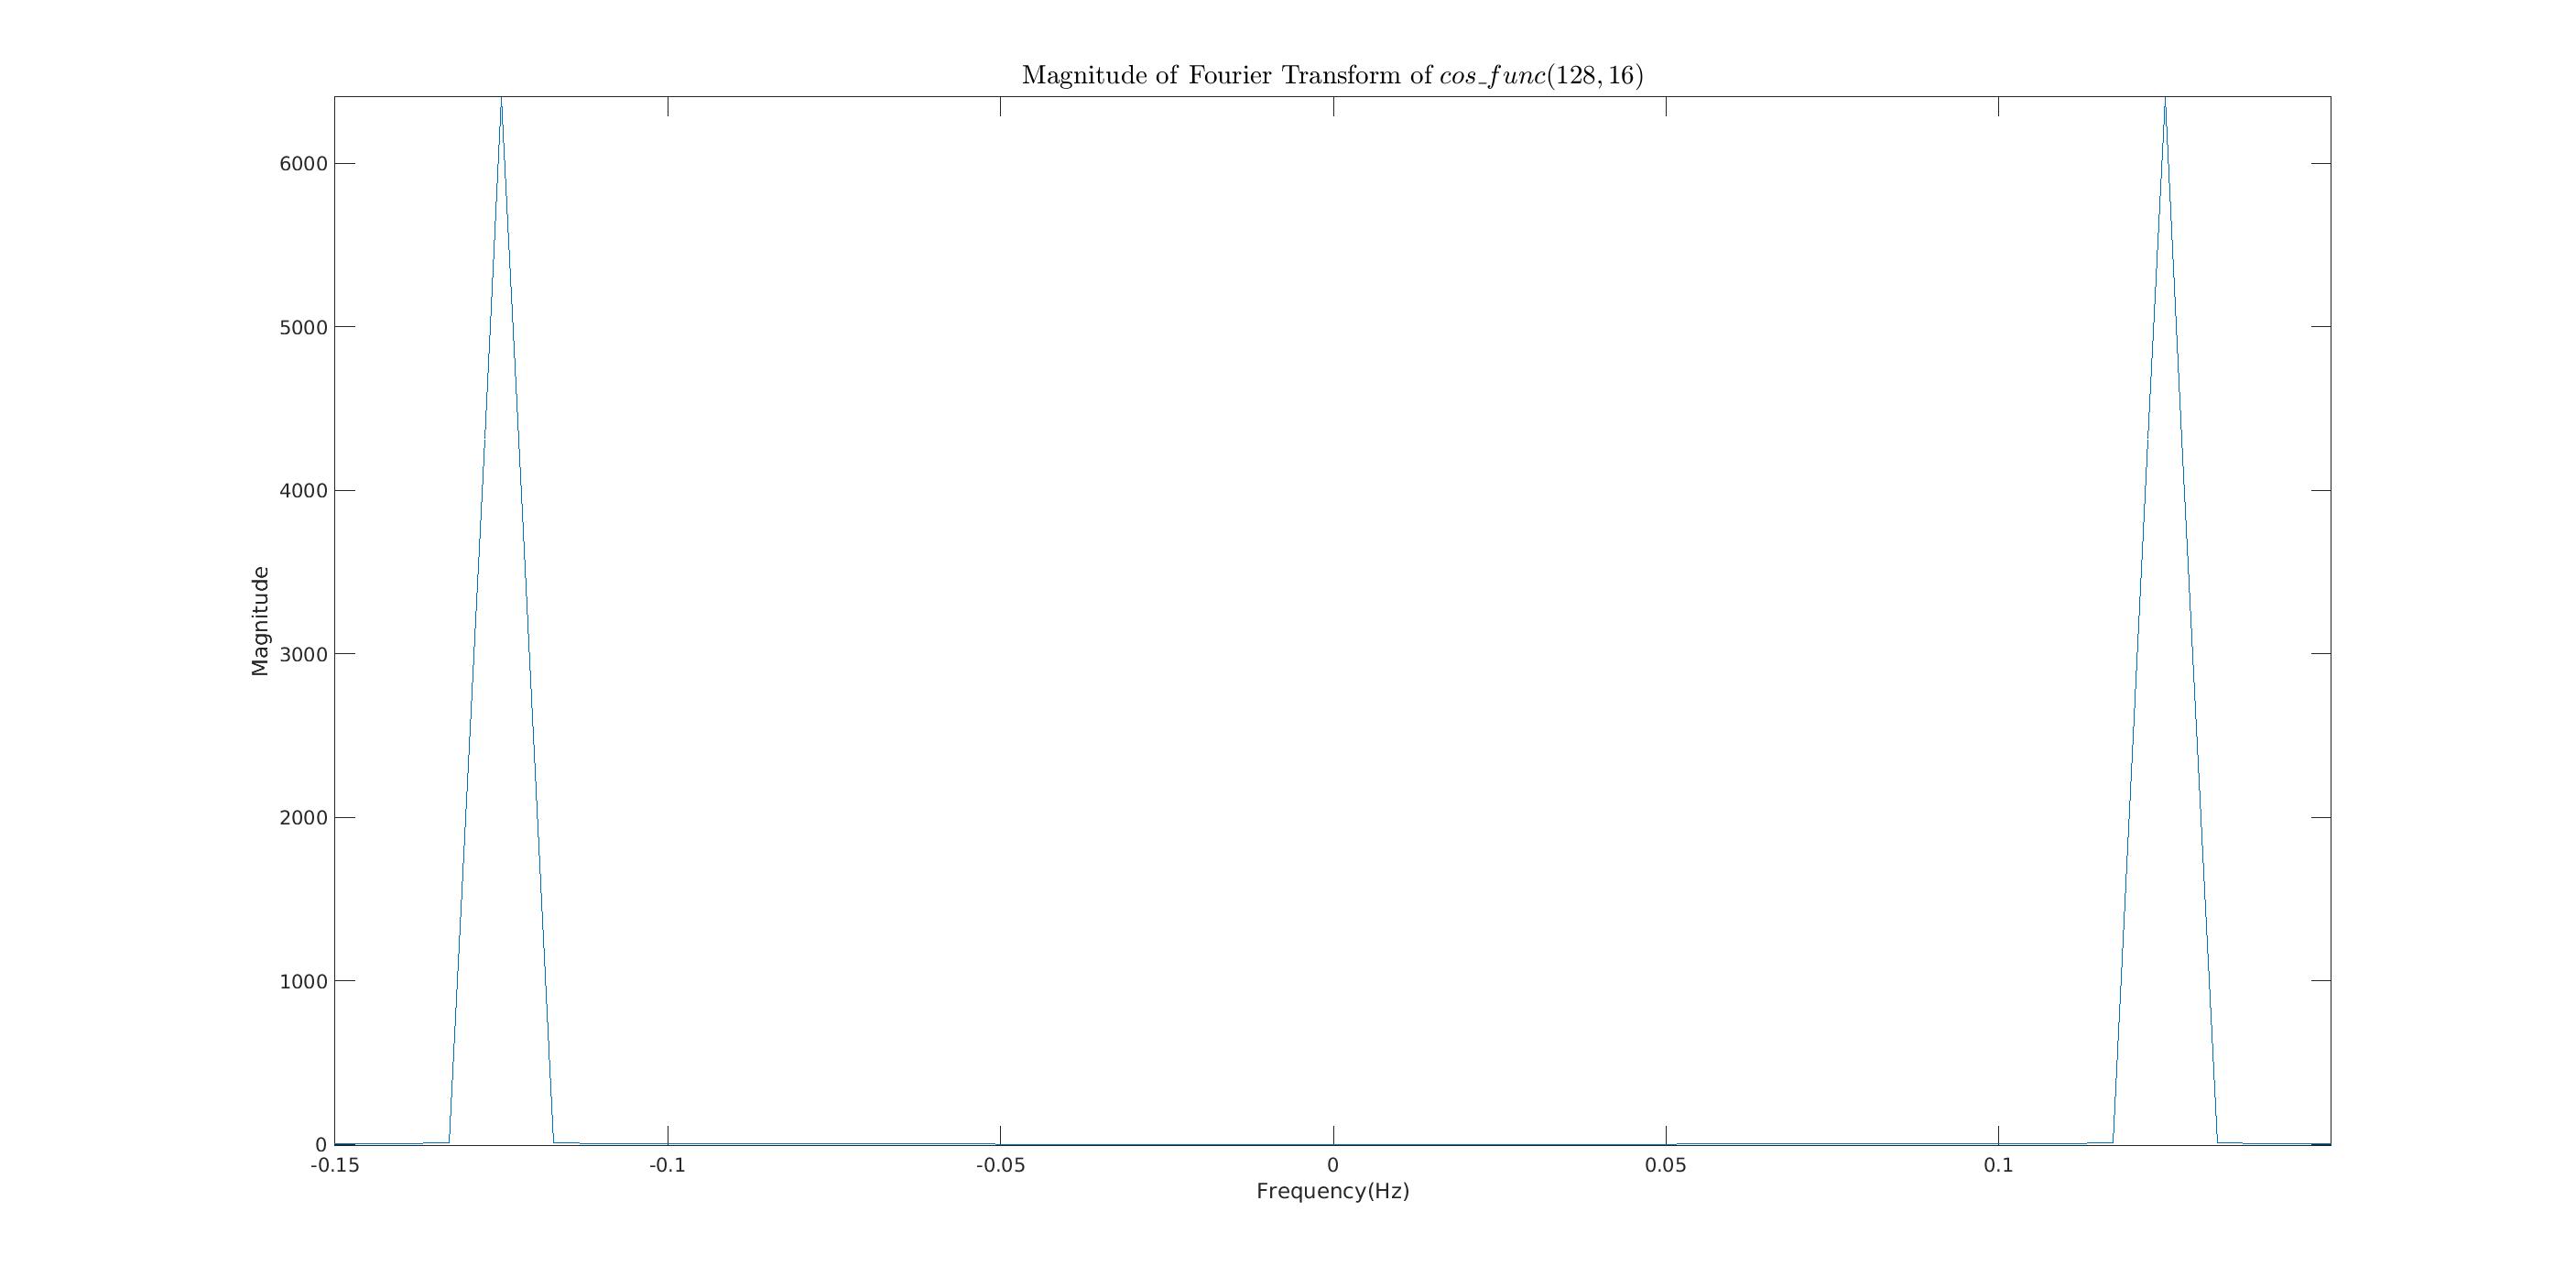 Magnitude of Fourier Transform of cos_func(128, 16)
6000
5000
4000
3000
2000
1000
0
Magnitude
-0.15 -0.1 -0.05 0 0.05 0.1
Frequency(Hz)